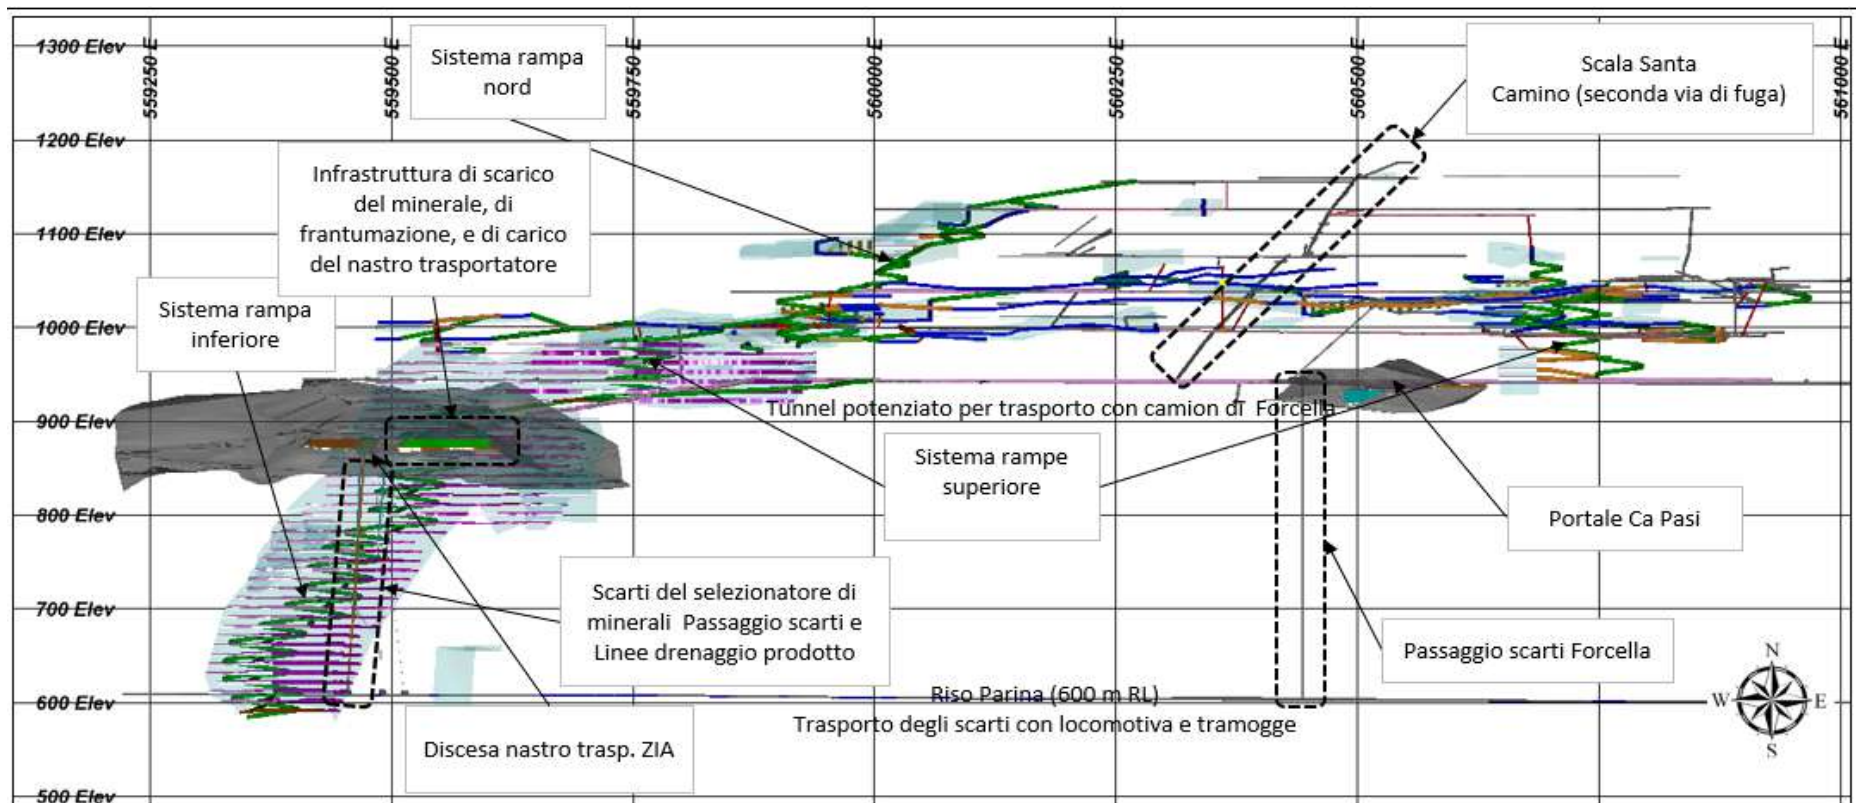 1300 Elev
1200 Elev
1100 Elev
1000 Elev
900 Elev
800 Elev
700 Elev
600 Elev
500 Elev
559250 E
559500 E
559750 E
560000 E
560250 E
560500 E
561000 E
Sistema rampa
nord
Scala Santa
Camino (seconda via di fuga)
Infrastruttura di scarico
del minerale, di
frantumazione, e di carico
del nastro trasportatore
Sistema rampa
inferiore
Tunnel potenziato per trasporto con camion di Forcella
Sistema rampe
superiore
Portale Ca Pasi
Scarti del selezionatore di
minerali Passaggio scarti e
Linee drenaggio prodotto
Passaggio scarti Forcella
Riso Parina (600 m RL)
Trasporto degli scarti con locomotiva e tramogge
Discesa nastro trasp. ZIA
N
W E
S